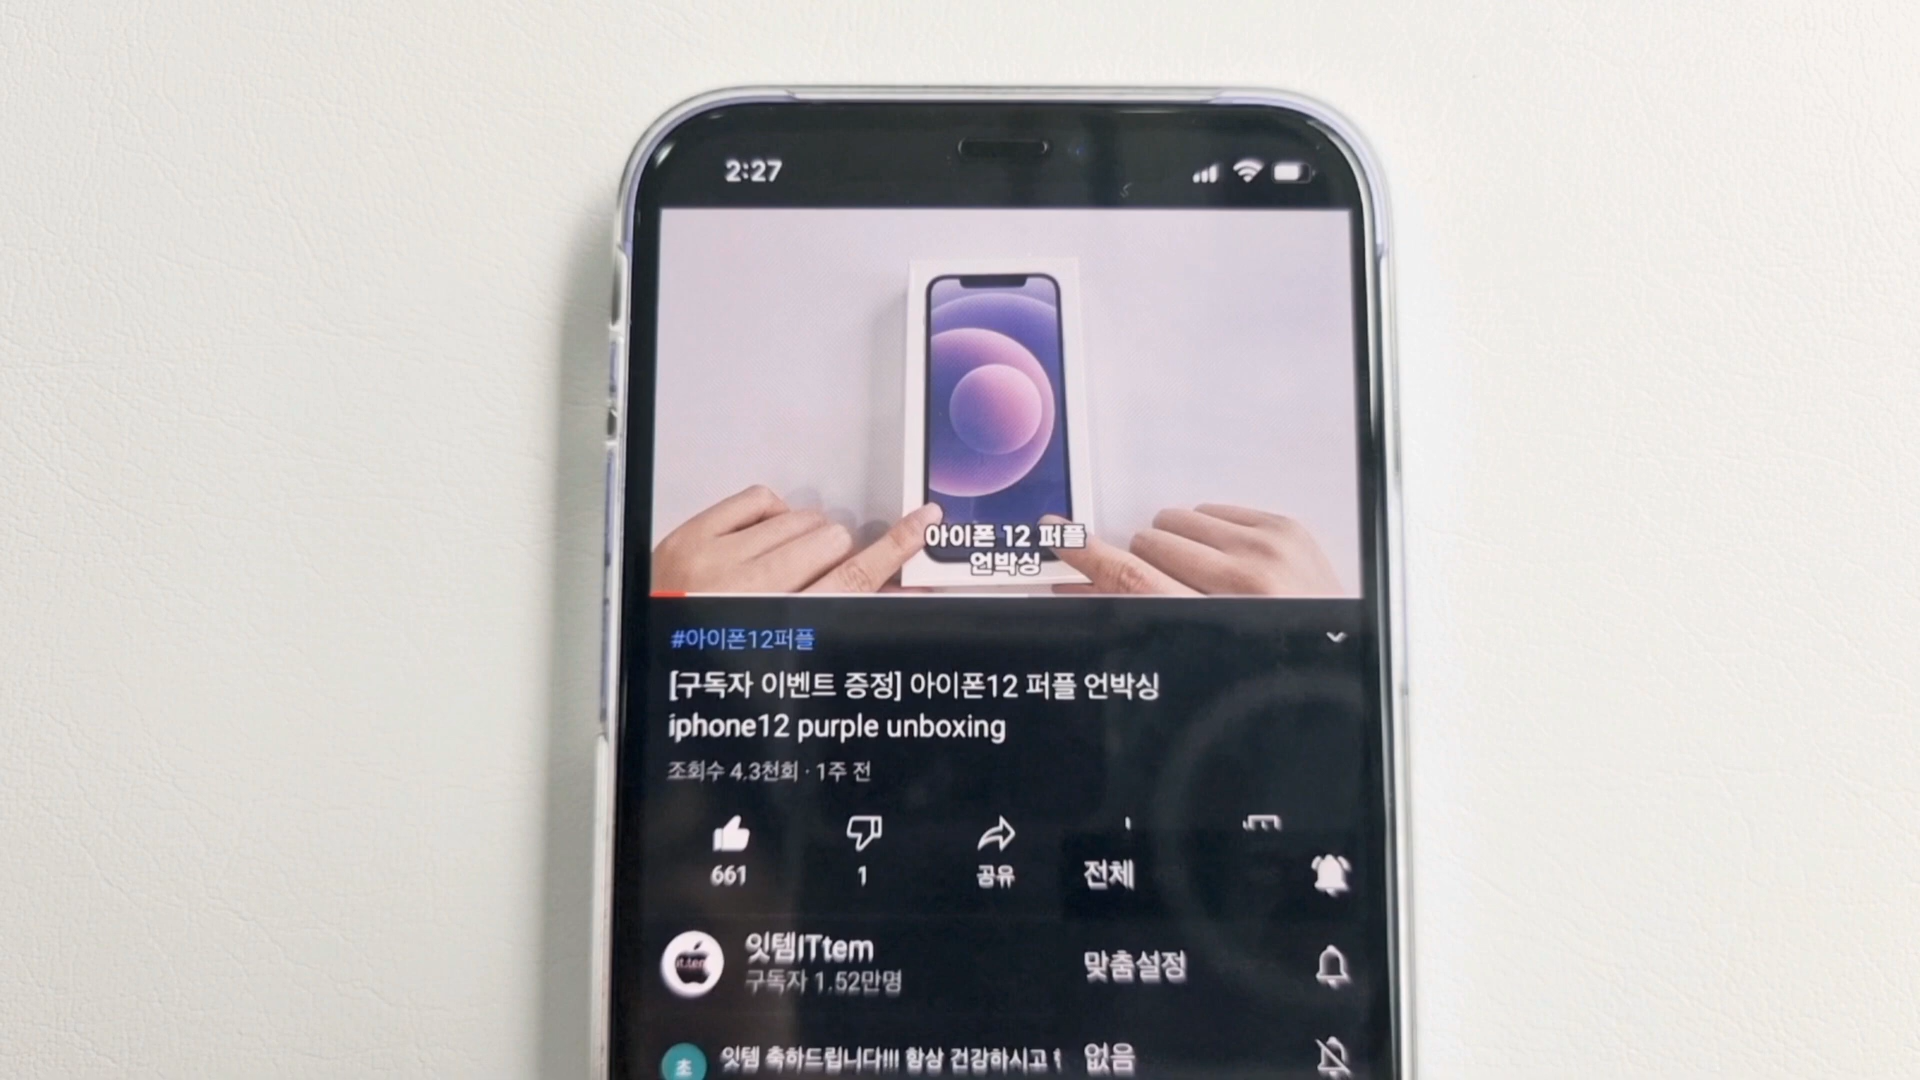 2:27
아이폰 12 퍼플
언박싱
#아이폰12퍼플
[구독자 이벤트 증정] 아이폰12 퍼플 언박싱
iphone12 purple unboxing
조회수 4.3천회 · 1주 전
661
1
공유
전체
잇템ITtem
구독자 1.52만명
맞춤설정
초
잇템 축하드립니다!!! 항상 건강하시고
없음